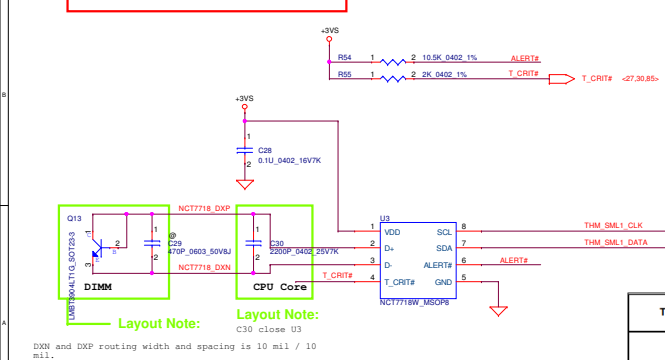 +3VS
R54 1 2 10.5K_0402_1% ALERT#
R55 1 2 2K_0402_1% T_CRIT# T_CRIT# <27,30,85>
B
+3VS
1
C28
0.1U_0402_16V7K
2
NCT7718_DXP
Q13
U3
1 VDD SCL 8 THM_SML1_CLK
2 D+ SDA 7 THM_SML1_DATA
3 D- ALERT# 6 ALERT#
4 T_CRIT# GND 5
T_CRIT#
NCT7718W_MSOP8
1
C
2
B
E
3
1
@
C29
470P_0603_50V8J
2
1
C30
2200P_0402_25V7K
2
NCT7718_DXN
LMBT3904LT1G_SOT23-3
DIMM
CPU Core
Layout Note:
Layout Note:
C30 close U3
A
DXN and DXP routing width and spacing is 10 mil / 10
mil.
T